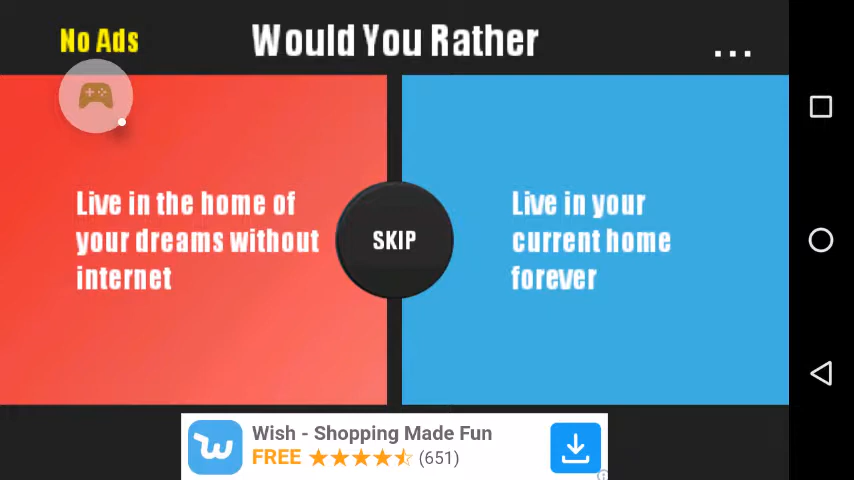 No Ads
Would You Rather
...
Live in the home of
your dreams without
internet
SKIP
Live in your
current home
forever
Wish - Shopping Made Fun
FREE (651)